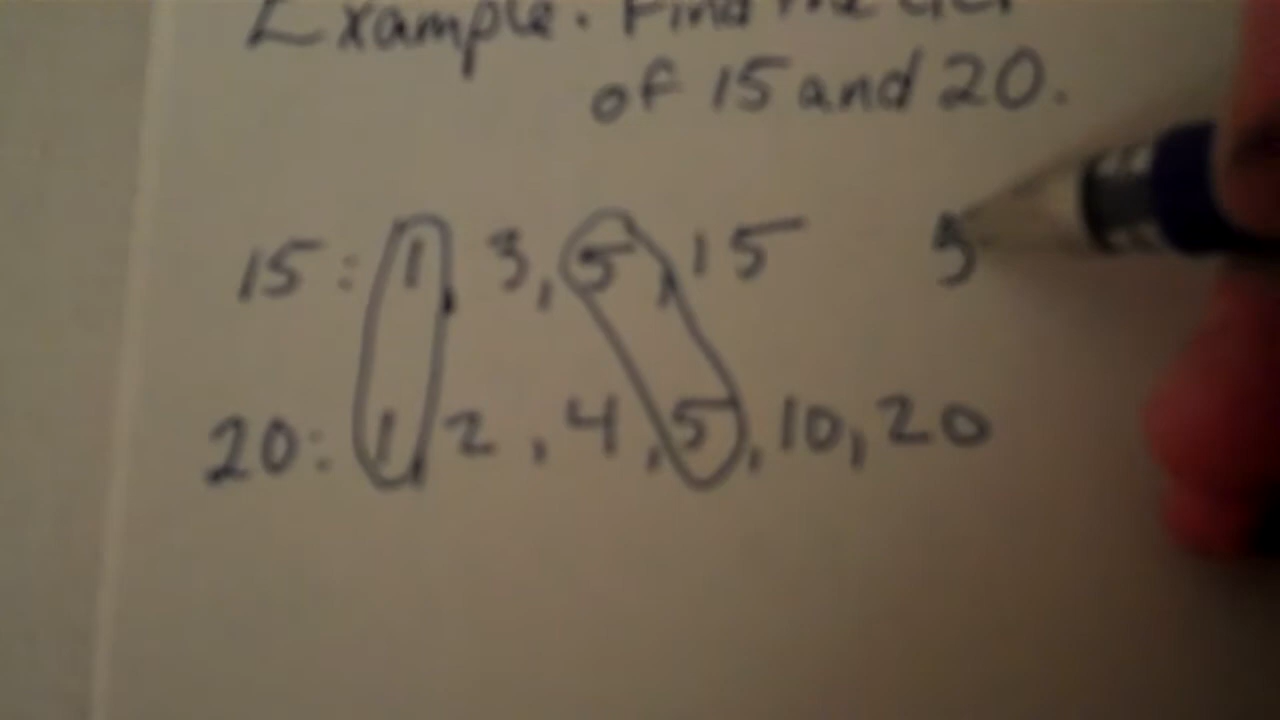 Example. Find the GCF
of 15 and 20.
15: 1, 3, 5, 15 5
20: 1, 2, 4, 5, 10, 20